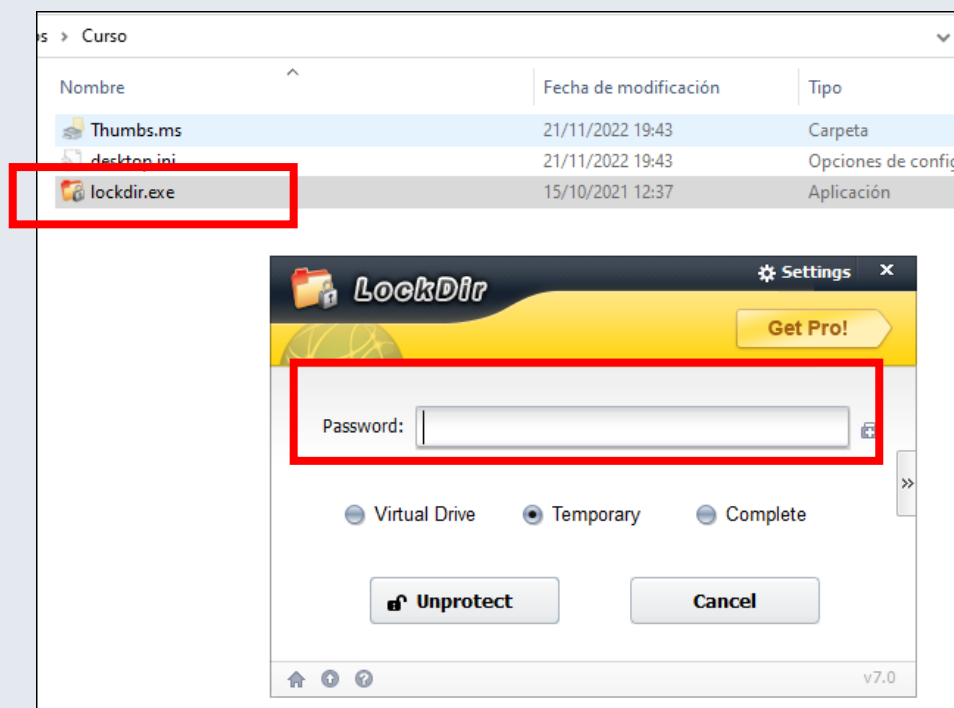 os > Curso
Nombre Fecha de modificación Tipo
Thumbs.ms 21/11/2022 19:43 Carpeta
desktop.ini 21/11/2022 19:43 Opciones de config
lockdir.exe 15/10/2021 12:37 Aplicación
LockDir Settings x
Get Pro!
Password:
Virtual Drive Temporary Complete
Unprotect Cancel
v7.0